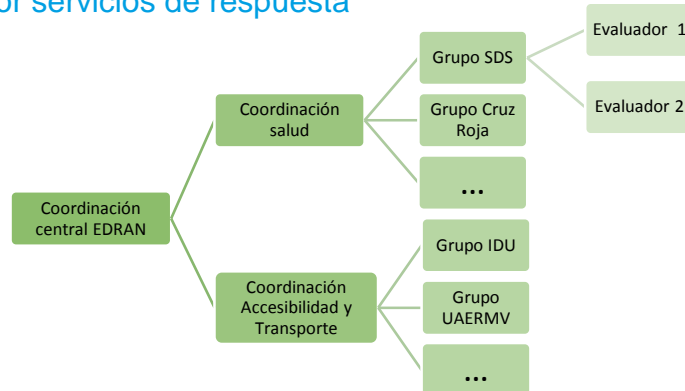 or servicios de respuesta
Evaluador 1
Grupo SDS
Evaluador 2
Coordinación
salud
Grupo Cruz
Roja
...
Coordinación
central EDRAN
Grupo IDU
Coordinación
Accesibilidad y
Transporte
Grupo
UAERMV
...